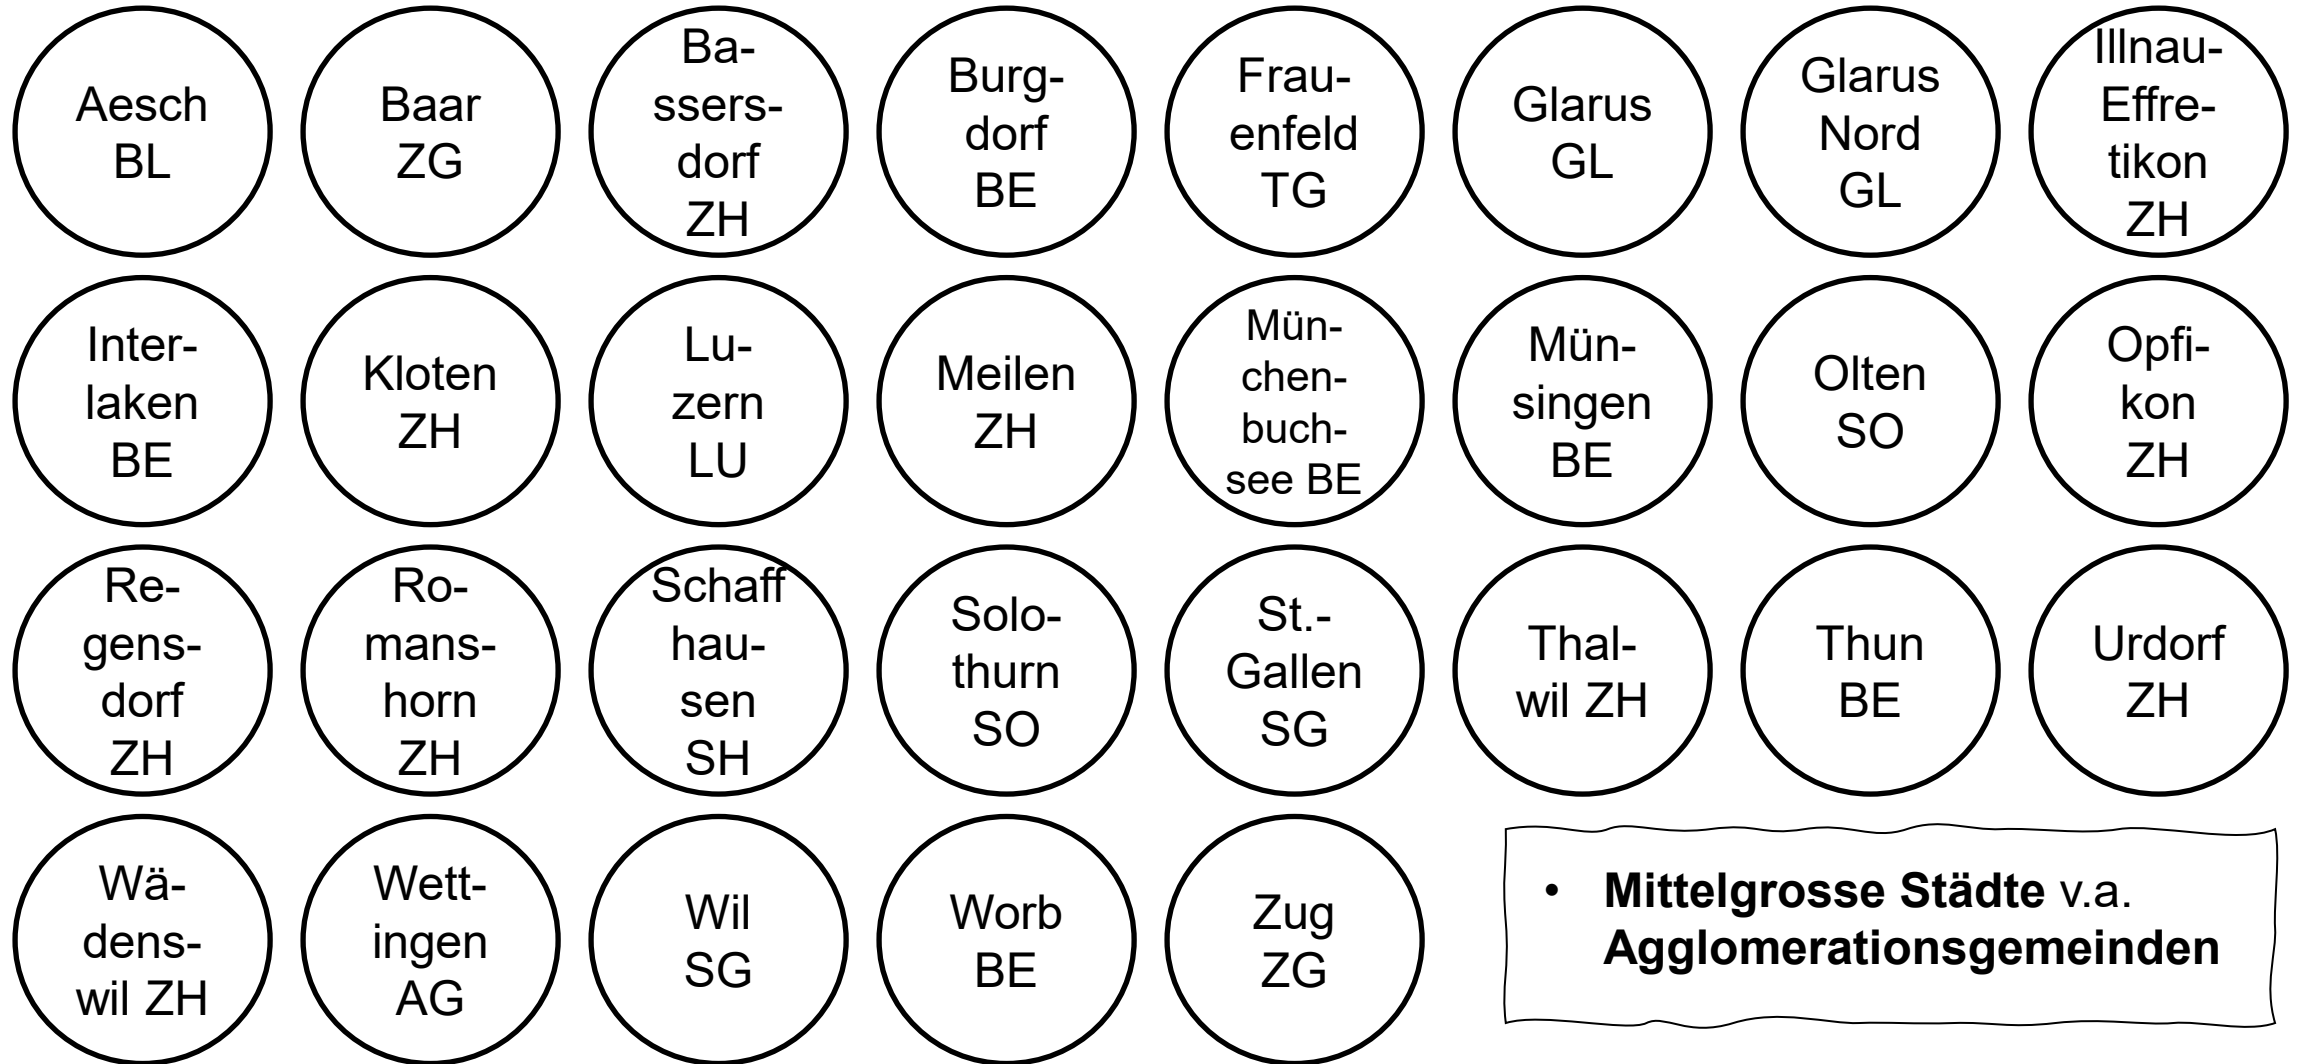 Aesch
BL
Baar
ZG
Ba-
ssers-
dorf
ZH
Burg-
dorf
BE
Frau-
enfeld
TG
Glarus
GL
Glarus
Nord
GL
Illnau-
Effre-
tikon
ZH
Inter-
laken
BE
Kloten
ZH
Lu-
zern
LU
Meilen
ZH
Mün-
chen-
buch-
see BE
Mün-
singen
BE
Olten
SO
Opfi-
kon
ZH
Re-
gens-
dorf
ZH
Ro-
mans-
horn
ZH
Schaff
hau-
sen
SH
Solo-
thurn
SO
St.-
Gallen
SG
Thal-
wil ZH
Thun
BE
Urdorf
ZH
Wä-
dens-
wil ZH
Wett-
ingen
AG
Wil
SG
Worb
BE
Zug
ZG
• Mittelgrosse Städte v.a.
Agglomerationsgemeinden